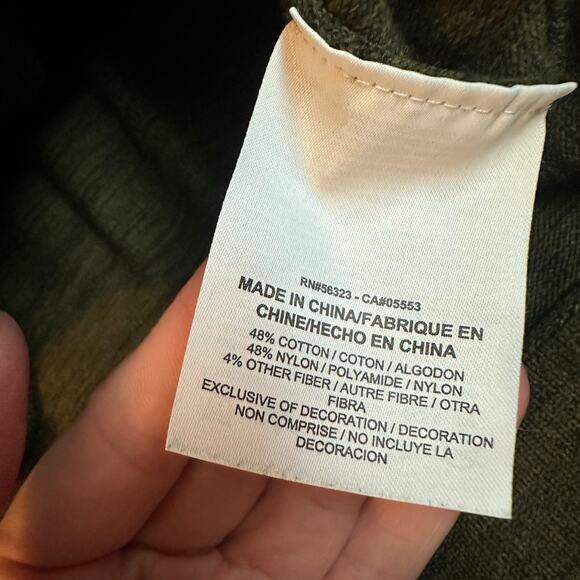 RN#56323 - CA#05553
MADE IN CHINA/FABRIQUE EN
CHINE/HECHO EN CHINA
48% COTTON / COTON / ALGODON
48% NYLON / POLYAMIDE / NYLON
4% OTHER FIBER / AUTRE FIBRE / OTRA
FIBRA
EXCLUSIVE OF DECORATION / DECORATION
NON COMPRISE / NO INCLUYE LA
DECORACION